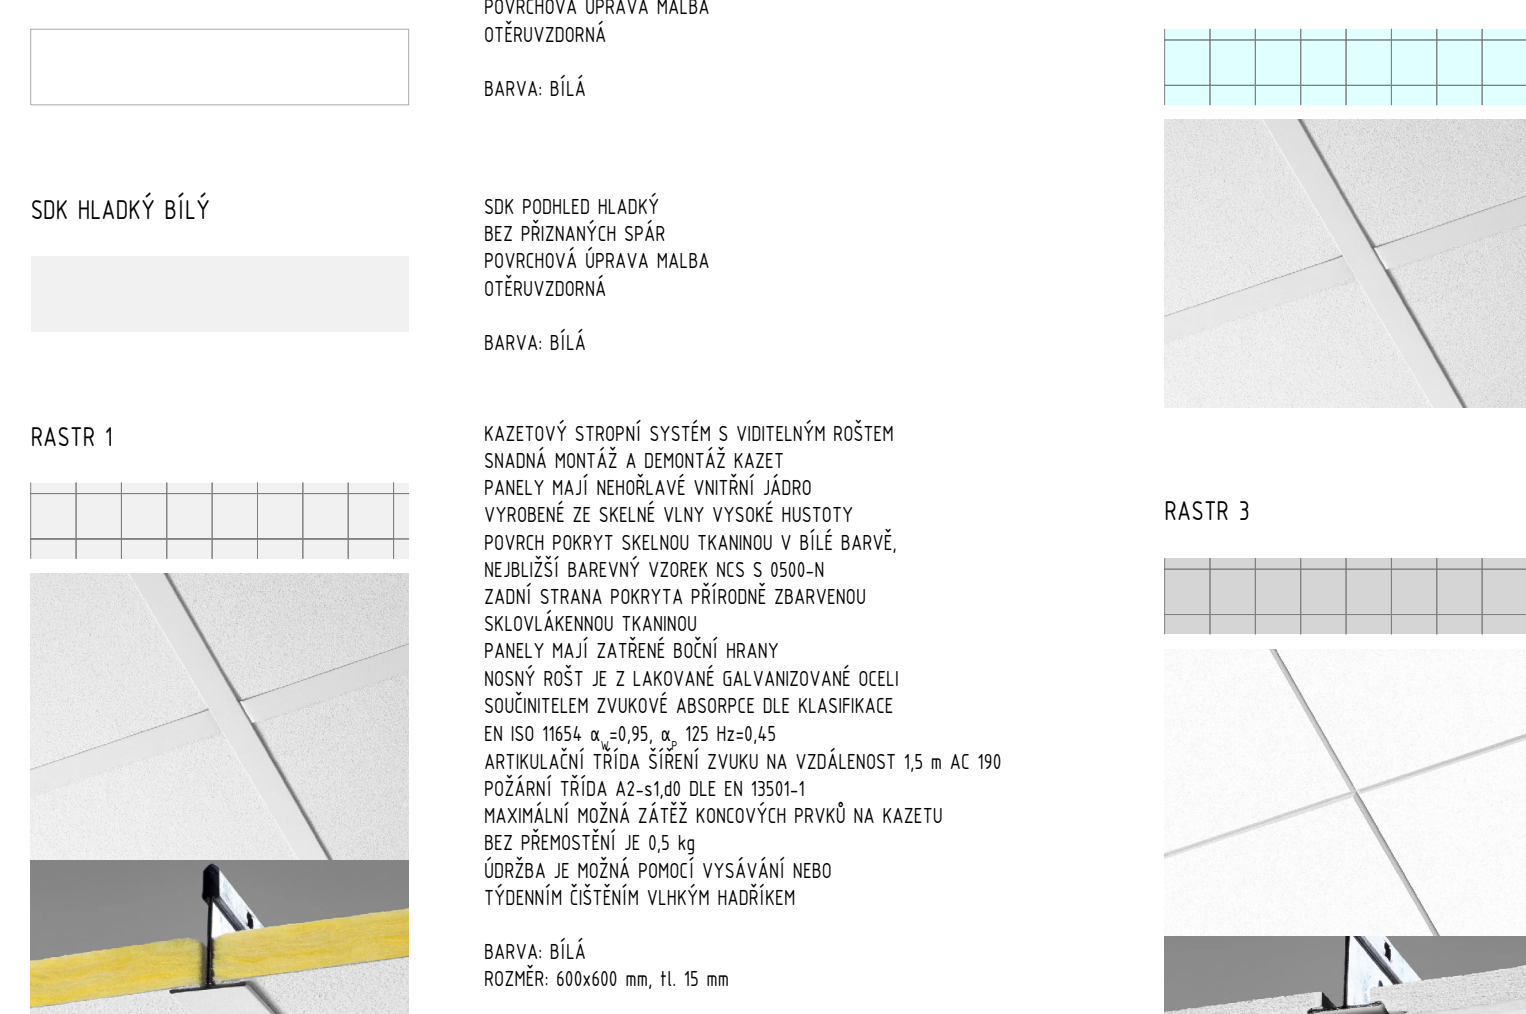 POVRCHOVÁ ÚPRAVA MALBA
OTĚRUVZDORNÁ
BARVA: BÍLÁ
SDK HLADKÝ BÍLÝ
SDK PODHLED HLADKÝ
BEZ PŘIZNANÝCH SPÁR
POVRCHOVÁ ÚPRAVA MALBA
OTĚRUVZDORNÁ
BARVA: BÍLÁ
RASTR 1
KAZETOVÝ STROPNÍ SYSTÉM S VIDITELNÝM ROŠTEM
SNADNÁ MONTÁŽ A DEMONTÁŽ KAZET
PANELY MAJÍ NEHOŘLAVÉ VNITŘNÍ JÁDRO
VYROBENÉ ZE SKELNÉ VLNY VYSOKÉ HUSTOTY
POVRCH POKRYT SKELNOU TKANINOU V BÍLÉ BARVĚ,
NEJBLIŽŠÍ BAREVNÝ VZOREK NCS S 0500-N
ZADNÍ STRANA POKRYTA PŘÍRODNĚ ZBARVENOU
SKLOVLÁKENNOU TKANINOU
PANELY MAJÍ ZATŘENÉ BOČNÍ HRANY
NOSNÝ ROŠT JE Z LAKOVANÉ GALVANIZOVANÉ OCELI
SOUČINITELEM ZVUKOVÉ ABSORPCE DLE KLASIFIKACE
EN ISO 11654 αw=0,95, αp 125 Hz=0,45
ARTIKULAČNÍ TŘÍDA ŠÍŘENÍ ZVUKU NA VZDÁLENOST 1,5 m AC 190
POŽÁRNÍ TŘÍDA A2-s1,d0 DLE EN 13501-1
MAXIMÁLNÍ MOŽNÁ ZÁTĚŽ KONCOVÝCH PRVKŮ NA KAZETU
BEZ PŘEMOSTĚNÍ JE 0,5 kg
ÚDRŽBA JE MOŽNÁ POMOCÍ VYSÁVÁNÍ NEBO
TÝDENNÍM ČIŠTĚNÍM VLHKÝM HADŘÍKEM
BARVA: BÍLÁ
ROZMĚR: 600x600 mm, tl. 15 mm
RASTR 3